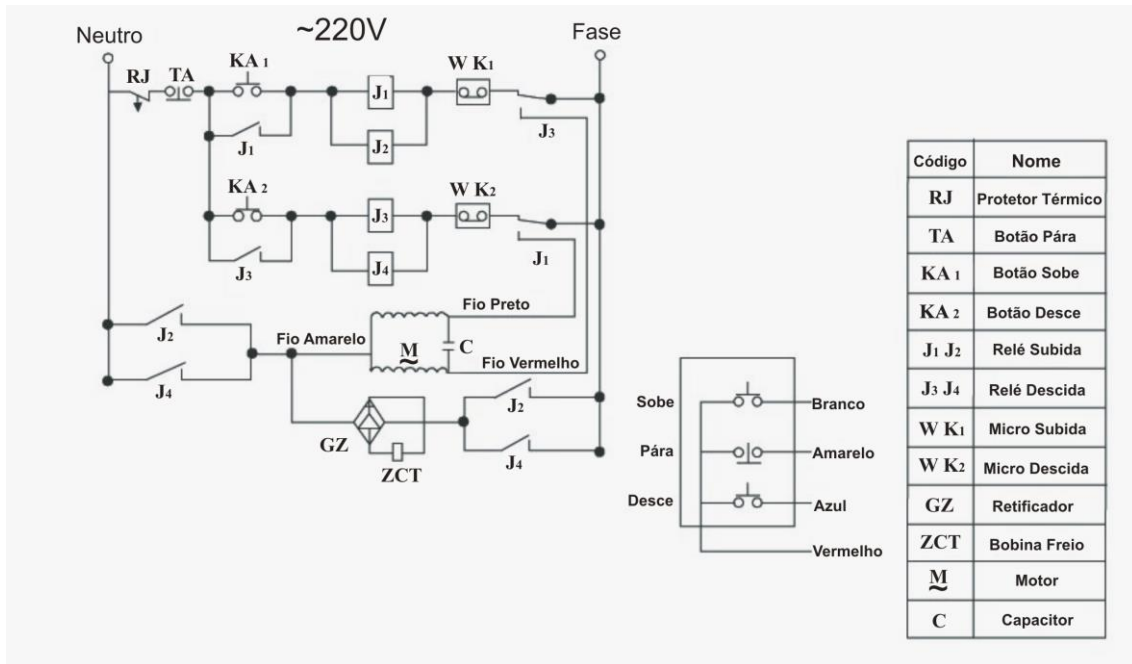 Neutro
~220V
Fase
RJ
TA
KA 1
W K1
J1
J3
J2
J1
KA 2
W K2
J3
J1
J4
J3
Fio Preto
J2
Fio Amarelo
M
~
C
Fio Vermelho
J4
J2
GZ
J4
ZCT
Sobe
Branco
Pára
Amarelo
Desce
Azul
Vermelho
Código Nome
RJ Protetor Térmico
TA Botão Pára
KA 1 Botão Sobe
KA 2 Botão Desce
J1 J2 Relé Subida
J3 J4 Relé Descida
W K1 Micro Subida
W K2 Micro Descida
GZ Retificador
ZCT Bobina Freio
M
~ Motor
C Capacitor